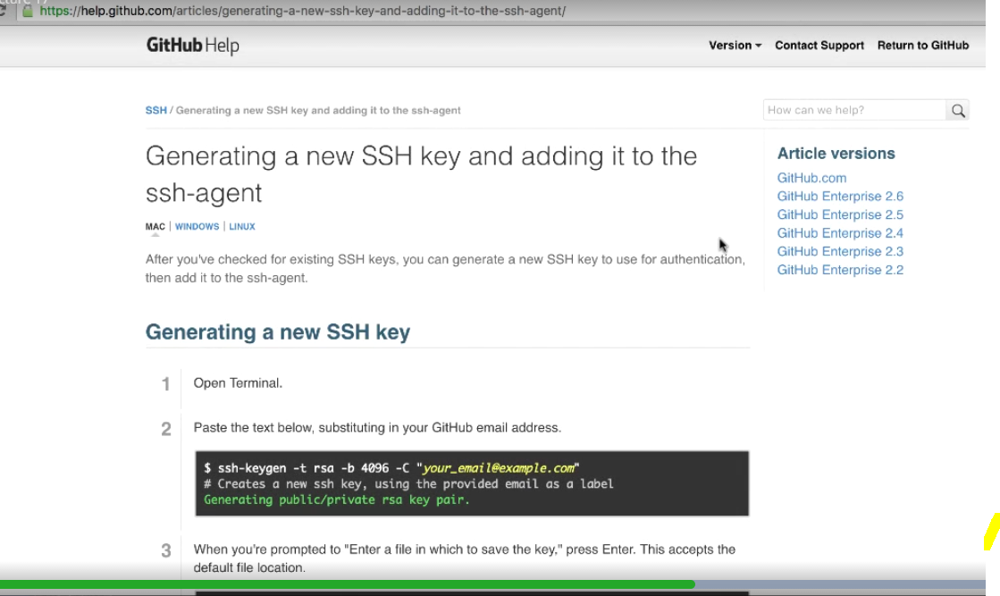 https://help.github.com/articles/generating-a-new-ssh-key-and-adding-it-to-the-ssh-agent/
GitHub Help
Version
Contact Support
Return to GitHub
SSH / Generating a new SSH key and adding it to the ssh-agent
How can we help?
Generating a new SSH key and adding it to the
ssh-agent
MAC | WINDOWS | LINUX
After you've checked for existing SSH keys, you can generate a new SSH key to use for authentication,
then add it to the ssh-agent.
Article versions
GitHub.com
GitHub Enterprise 2.6
GitHub Enterprise 2.5
GitHub Enterprise 2.4
GitHub Enterprise 2.3
GitHub Enterprise 2.2
Generating a new SSH key
1 Open Terminal.
2 Paste the text below, substituting in your GitHub email address.
$ ssh-keygen -t rsa -b 4096 -C "your_email@example.com"
# Creates a new ssh key, using the provided email as a label
Generating public/private rsa key pair.
3 When you're prompted to "Enter a file in which to save the key," press Enter. This accepts the
default file location.